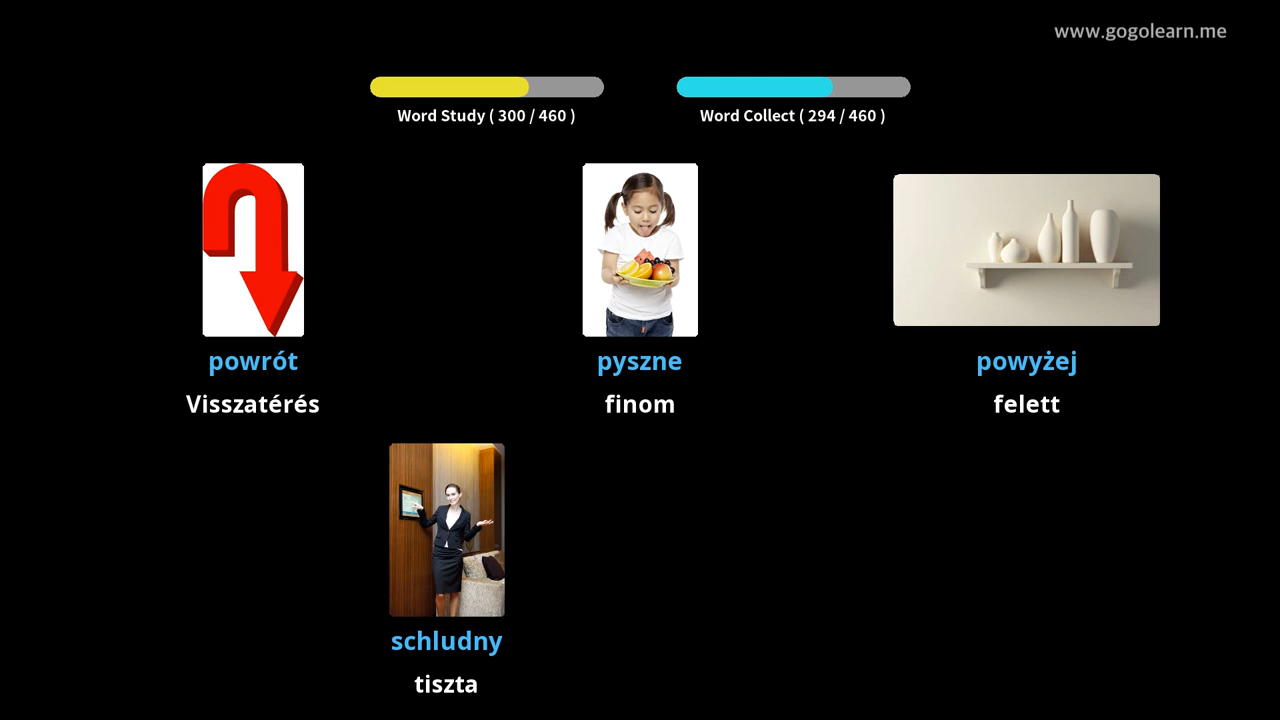 www.gogolearn.me
Word Study ( 300 / 460 )
Word Collect ( 294 / 460 )
powrót
Visszatérés
pyszne
finom
powyżej
felett
schludny
tiszta